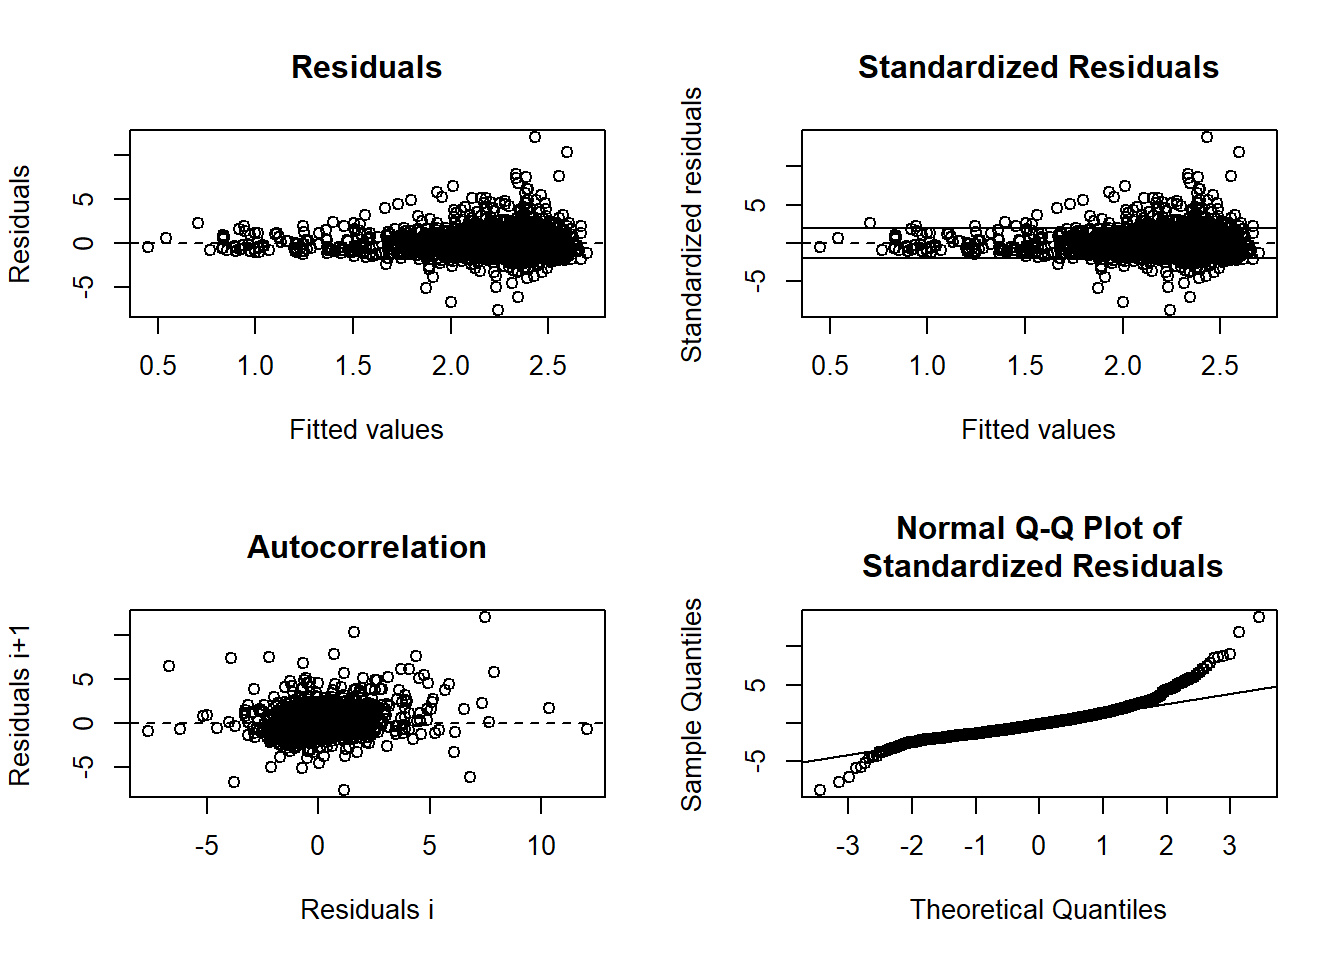 Residuals
Residuals
5
0
-5
0.5 1.0 1.5 2.0 2.5
Fitted values
Standardized Residuals
Standardized residuals
5
-5
0.5 1.0 1.5 2.0 2.5
Fitted values
Autocorrelation
Residuals i+1
5
0
-5
-5 0 5 10
Residuals i
Normal Q-Q Plot of
Standardized Residuals
Sample Quantiles
5
-5
-3 -2 -1 0 1 2 3
Theoretical Quantiles